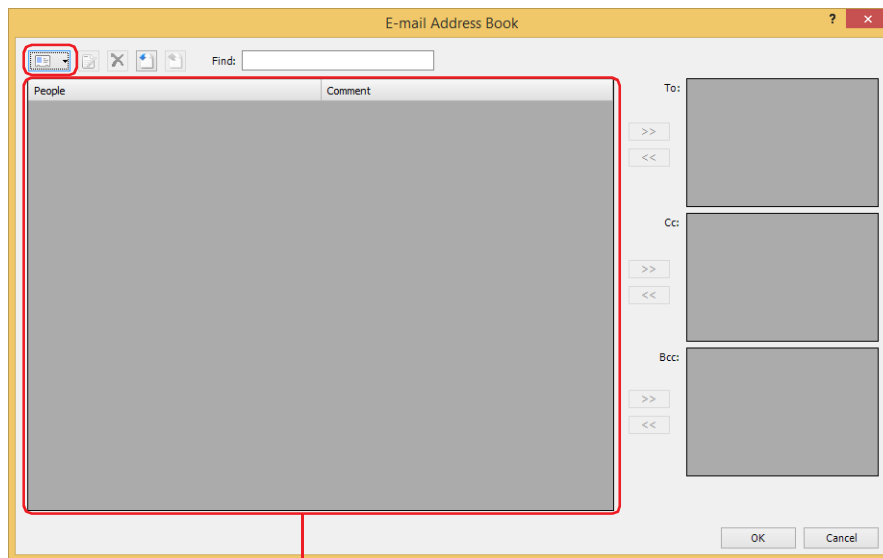 E-mail Address Book
?
Find:
People Comment
To:
>>
<<
Cc:
>>
<<
Bcc:
>>
<<
OK Cancel